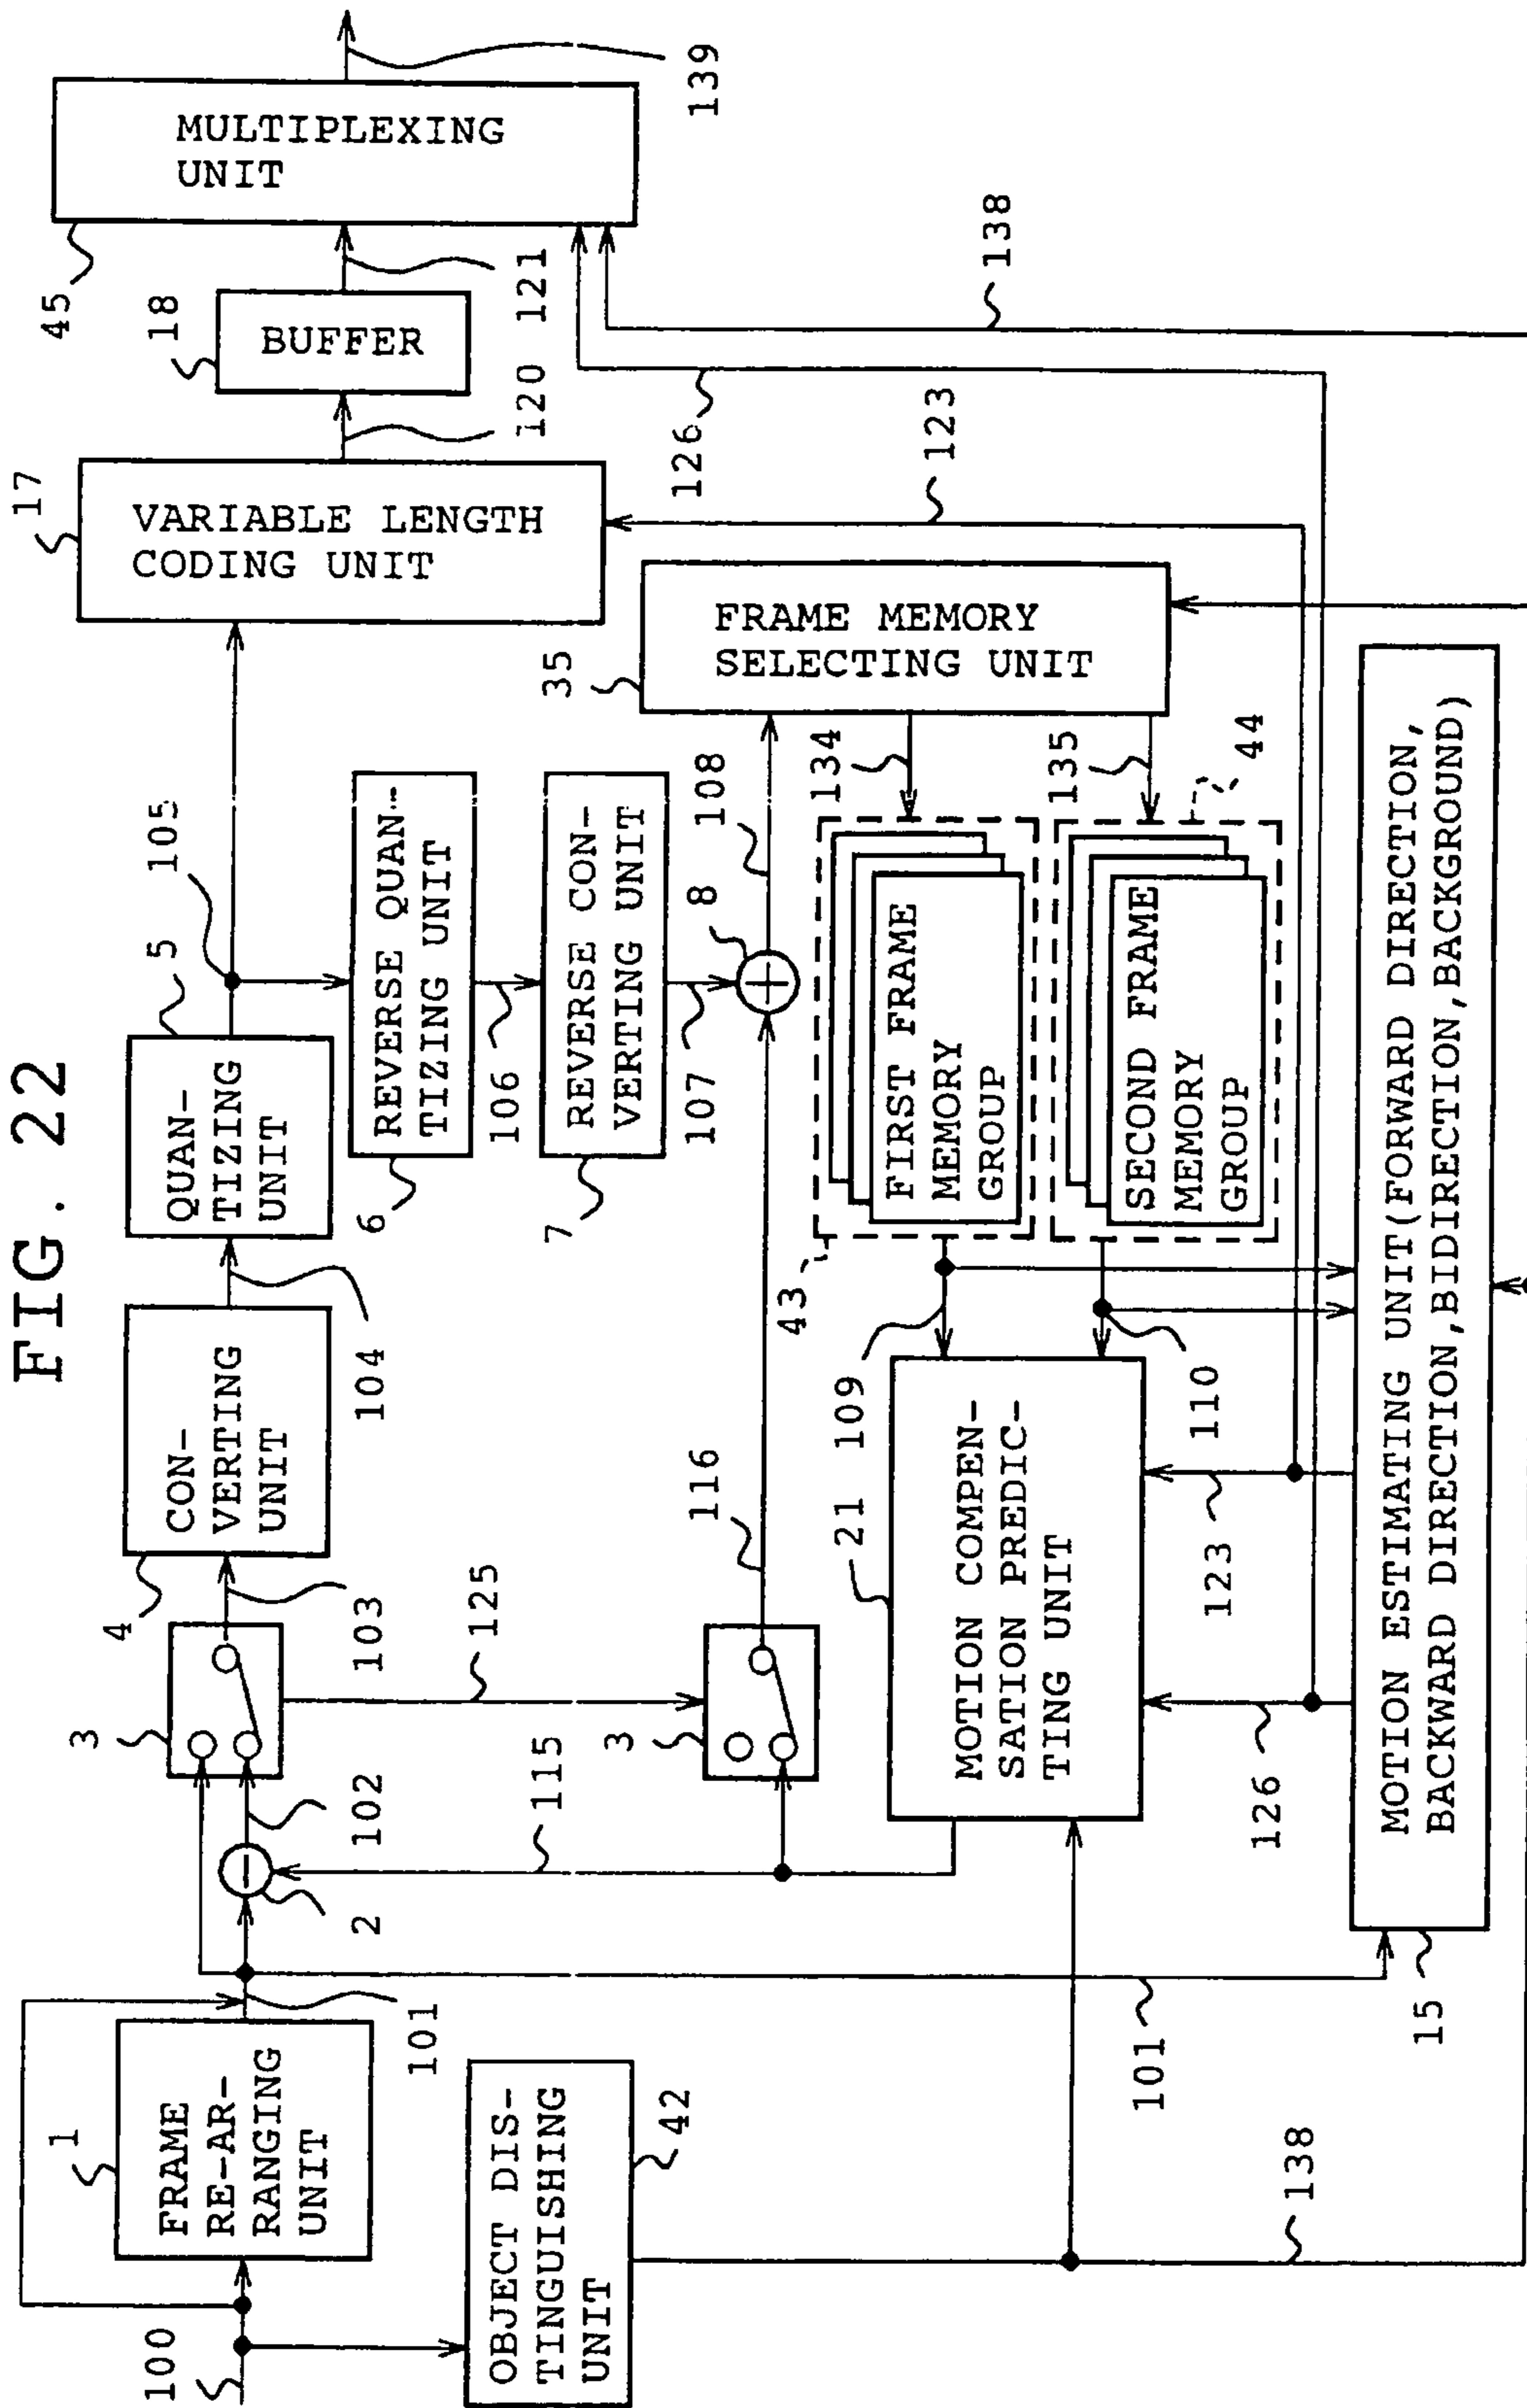 FIG. 22
100
1
FRAME
RE-AR-
RANGING
UNIT
101
2
102
3
103
4
CON-
VERTING
UNIT
104
5
QUAN-
TIZING
UNIT
105
17
VARIABLE LENGTH
CODING UNIT
120
18
BUFFER
121
45
MULTIPLEXING
UNIT
139
OBJECT DIS-
TINGUISHING
UNIT
42
115
125
3
116
6
REVERSE QUAN-
TIZING UNIT
106
7
REVERSE CON-
VERTING UNIT
107
8
108
35
FRAME MEMORY
SELECTING UNIT
126
123
138
134
135
43
FIRST FRAME
MEMORY
GROUP
44
SECOND FRAME
MEMORY
GROUP
21
109
MOTION COMPEN-
SATION PREDIC-
TING UNIT
110
101
126
123
138
15
MOTION ESTIMATING UNIT(FORWARD DIRECTION,
BACKWARD DIRECTION,BIDIRECTION,BACKGROUND)